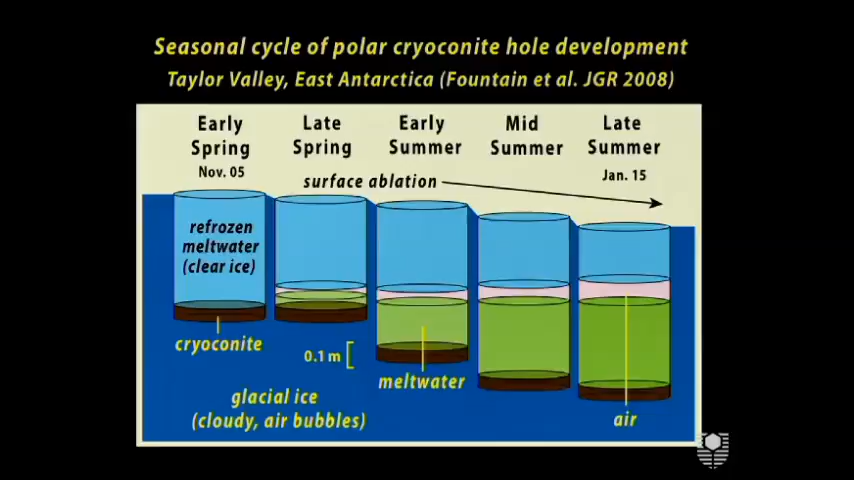 Seasonal cycle of polar cryoconite hole development
Taylor Valley, East Antarctica (Fountain et al. JGR 2008)
Early Spring
Nov. 05
Late Spring
Early Summer
Mid Summer
Late Summer
Jan. 15
surface ablation
refrozen
meltwater
(clear ice)
cryoconite
0.1 m
meltwater
glacial ice
(cloudy, air bubbles)
air